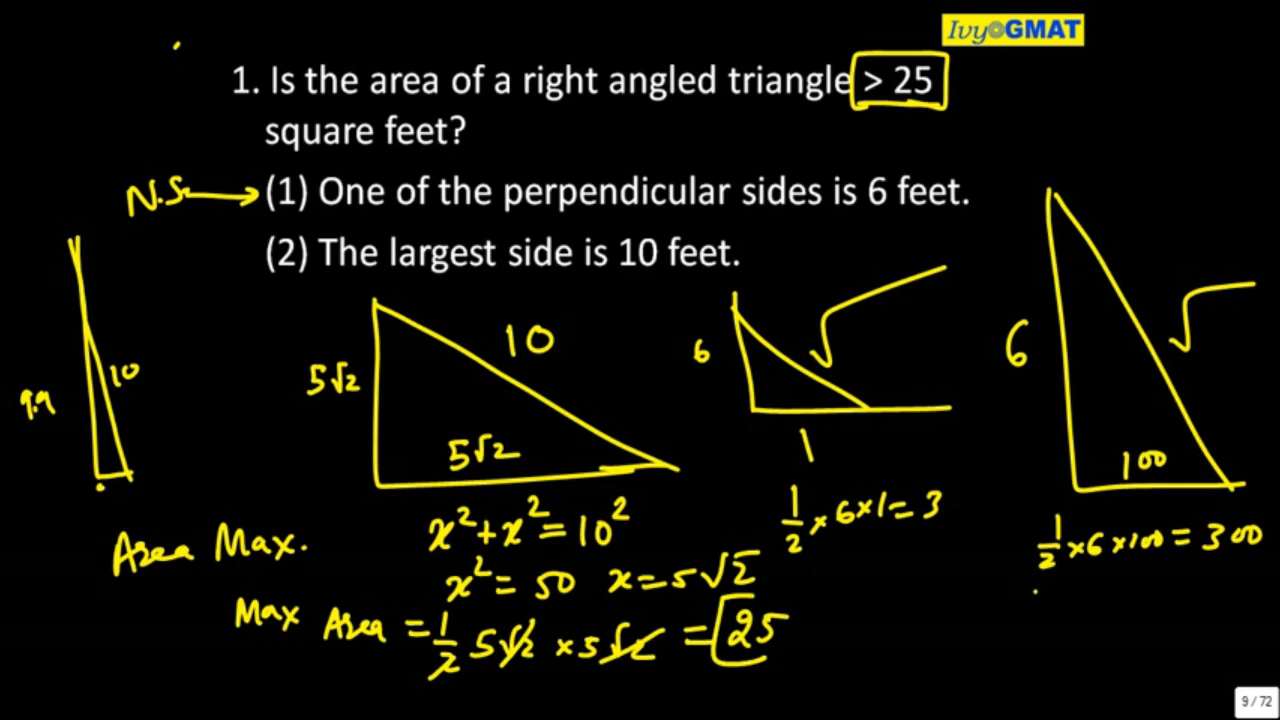 IvyGMAT
1. Is the area of a right angled triangle > 25
square feet?
N.S. → (1) One of the perpendicular sides is 6 feet.
(2) The largest side is 10 feet.
9.9
10
5√2
10
5√2
6
1
6
100
1/2 × 6 × 1 = 3
1/2 × 6 × 100 = 300
Area Max.
x² + x² = 10²
x² = 50 x = 5√2
Max Area = 1/2 5√2 × 5√2 = 25
9 / 72